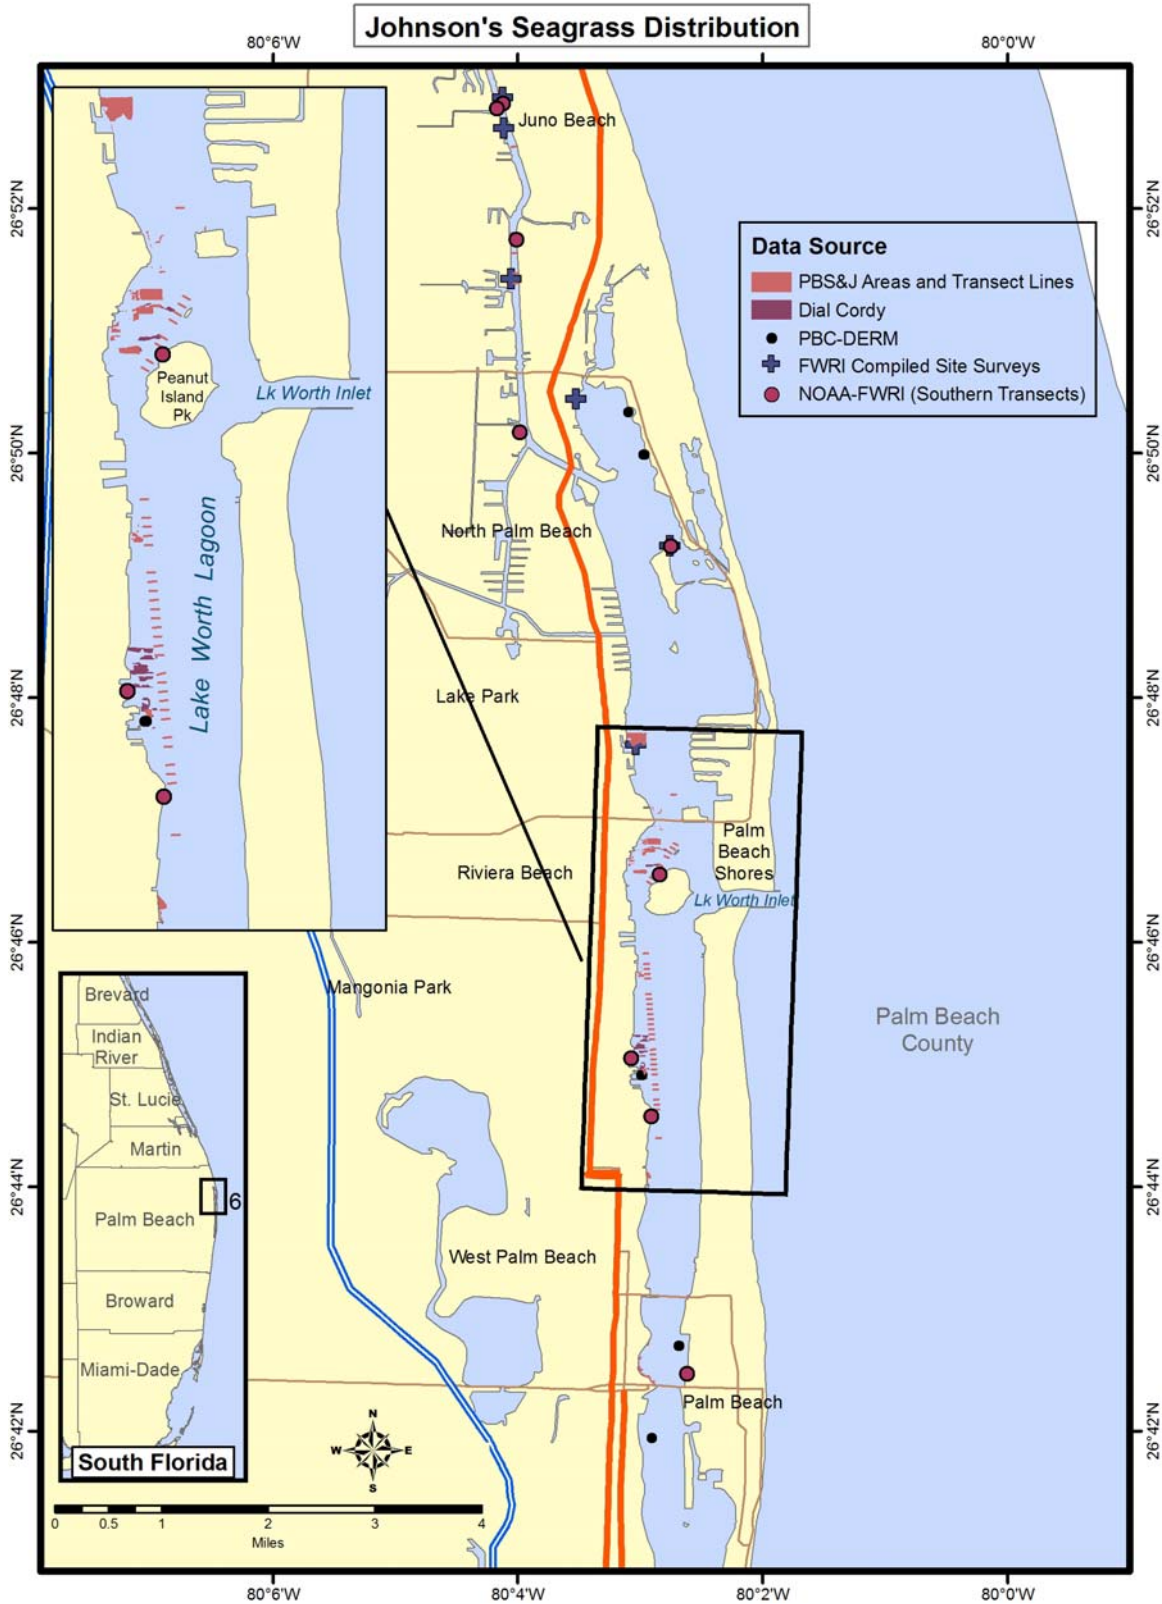 Johnson's Seagrass Distribution
80°6'W
80°4'W
80°2'W
80°0'W
26°52'N
26°50'N
26°48'N
26°46'N
26°44'N
26°42'N
26°52'N
26°50'N
26°48'N
26°46'N
26°44'N
26°42'N
Juno Beach
Data Source
PBS&J Areas and Transect Lines
Dial Cordy
PBC-DERM
FWRI Compiled Site Surveys
NOAA-FWRI (Southern Transects)
Peanut
Island
Pk
Lk Worth Inlet
Lake Worth Lagoon
North Palm Beach
Lake Park
Palm
Beach
Shores
Riviera Beach
Lk Worth Inlet
Mangonia Park
Palm Beach
County
West Palm Beach
Palm Beach
Brevard
Indian
River
St. Lucie
Martin
6
Palm Beach
Broward
Miami-Dade
South Florida
N
W
E
S
0
0.5
1
2
3
4
Miles
80°6'W
80°4'W
80°2'W
80°0'W